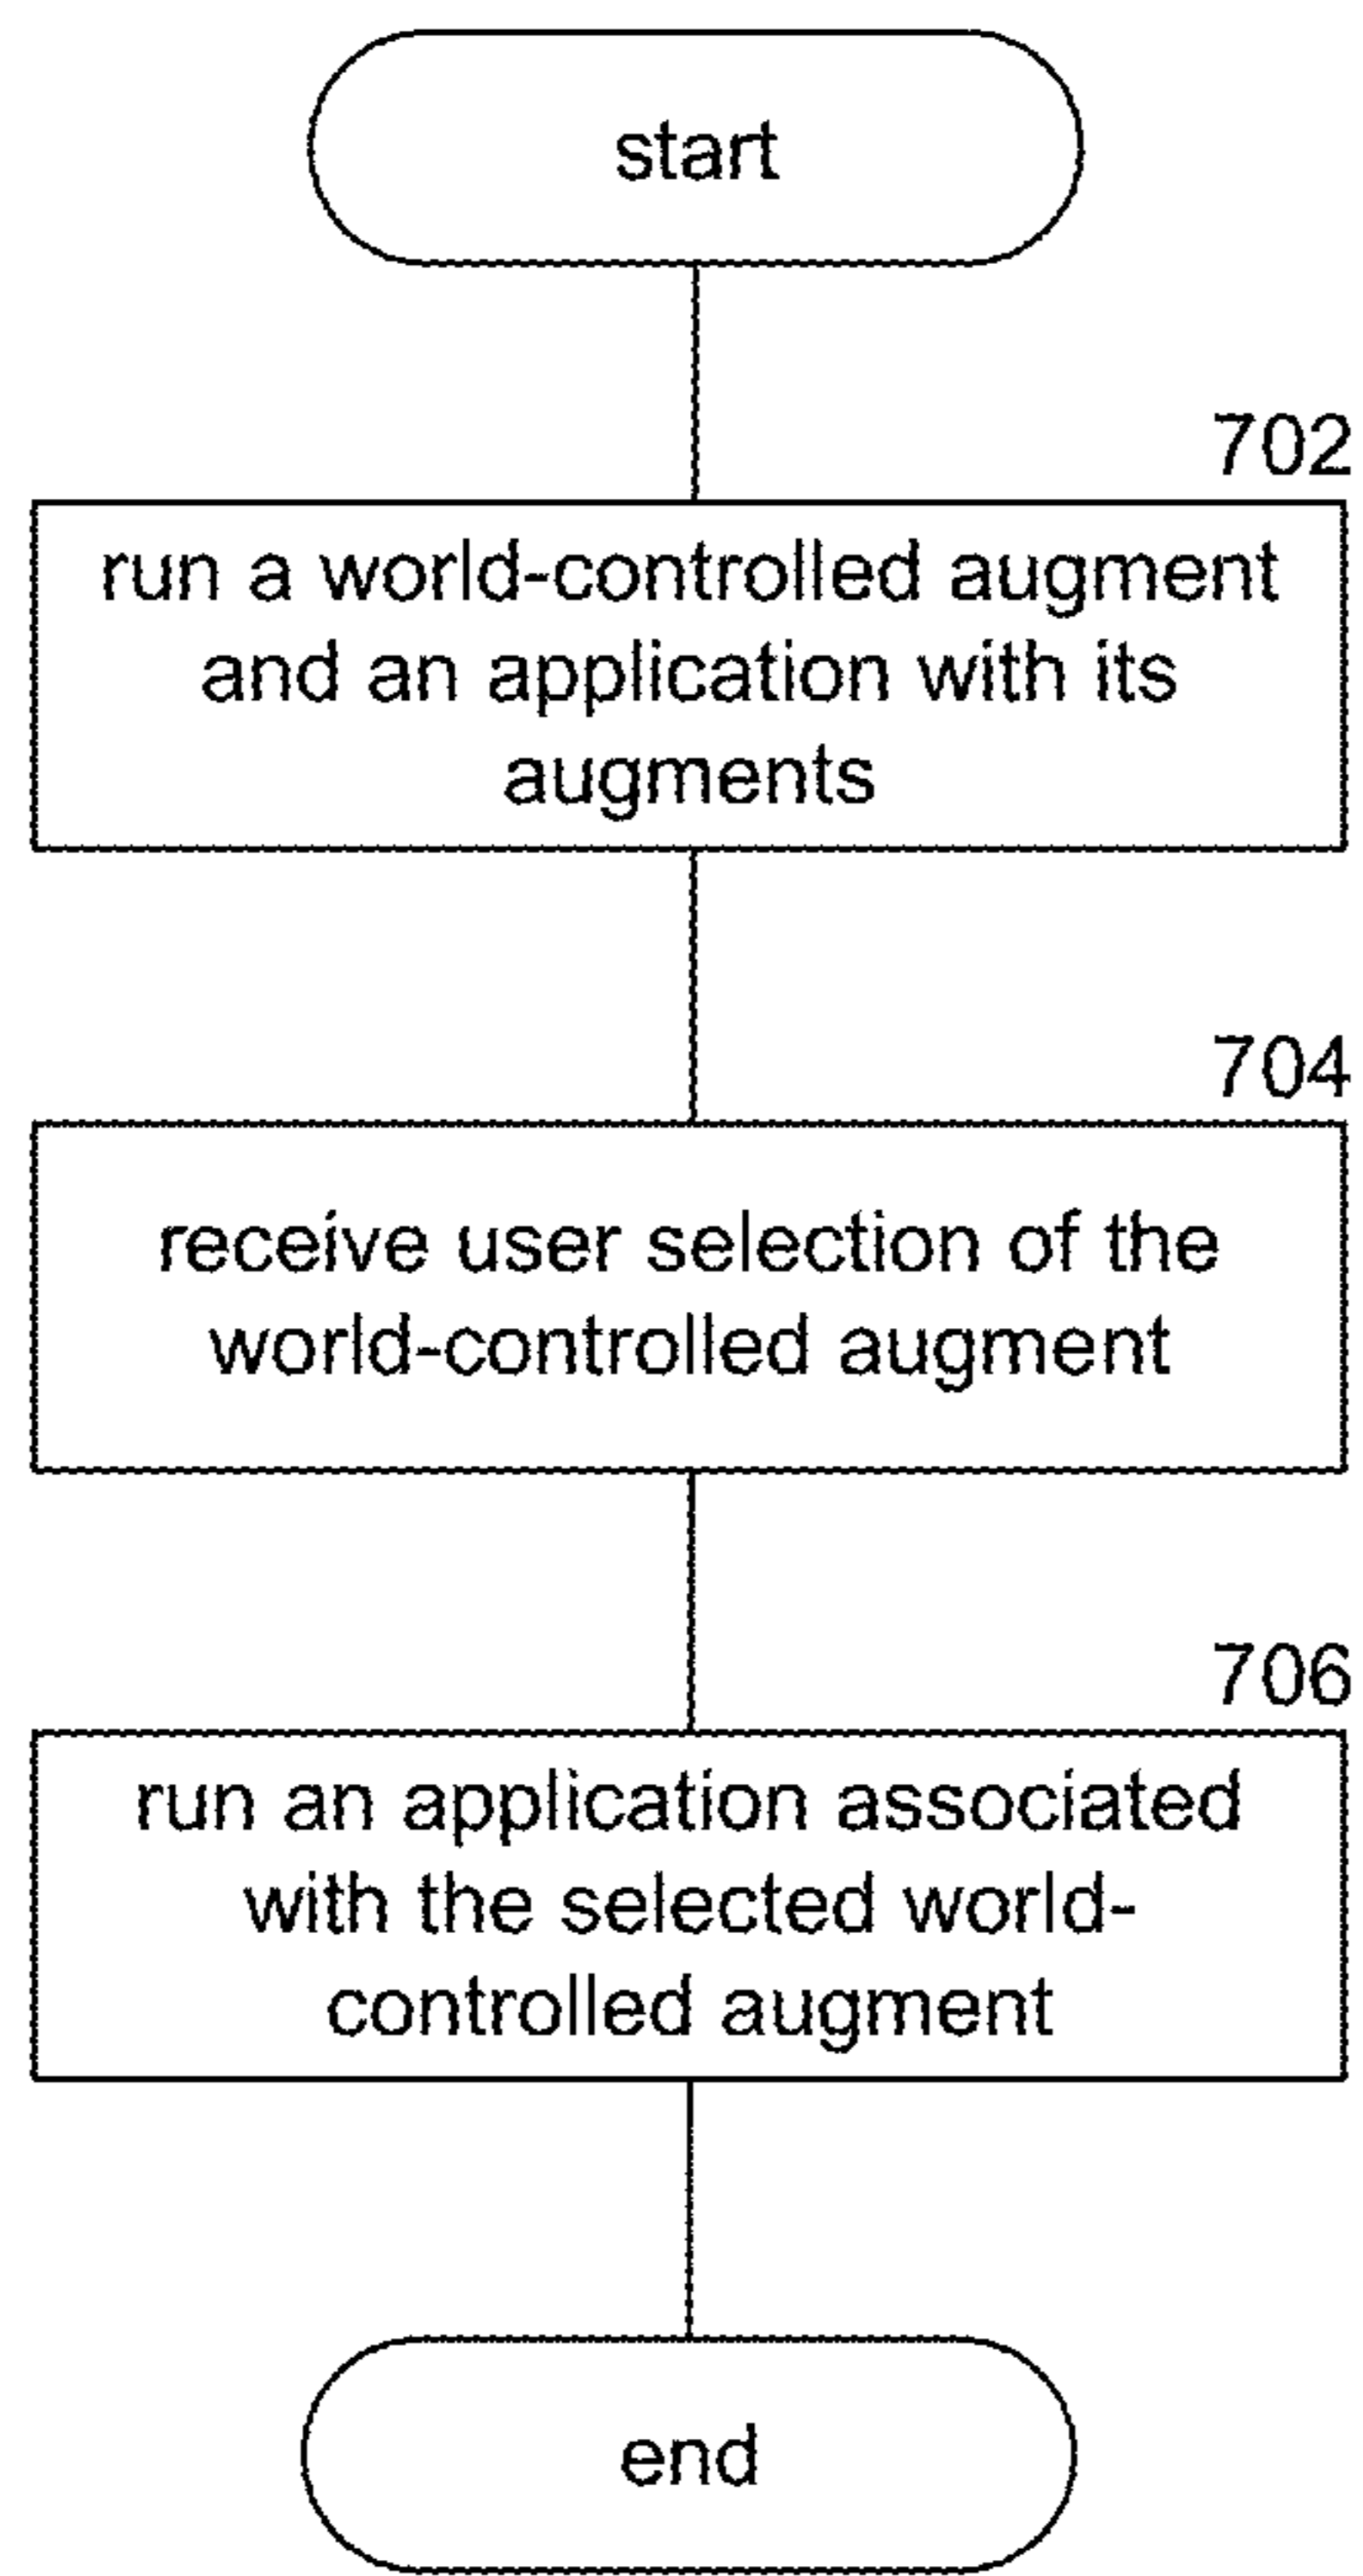 start
702
run a world-controlled augment
and an application with its
augments
704
receive user selection of the
world-controlled augment
706
run an application associated
with the selected world-
controlled augment
end